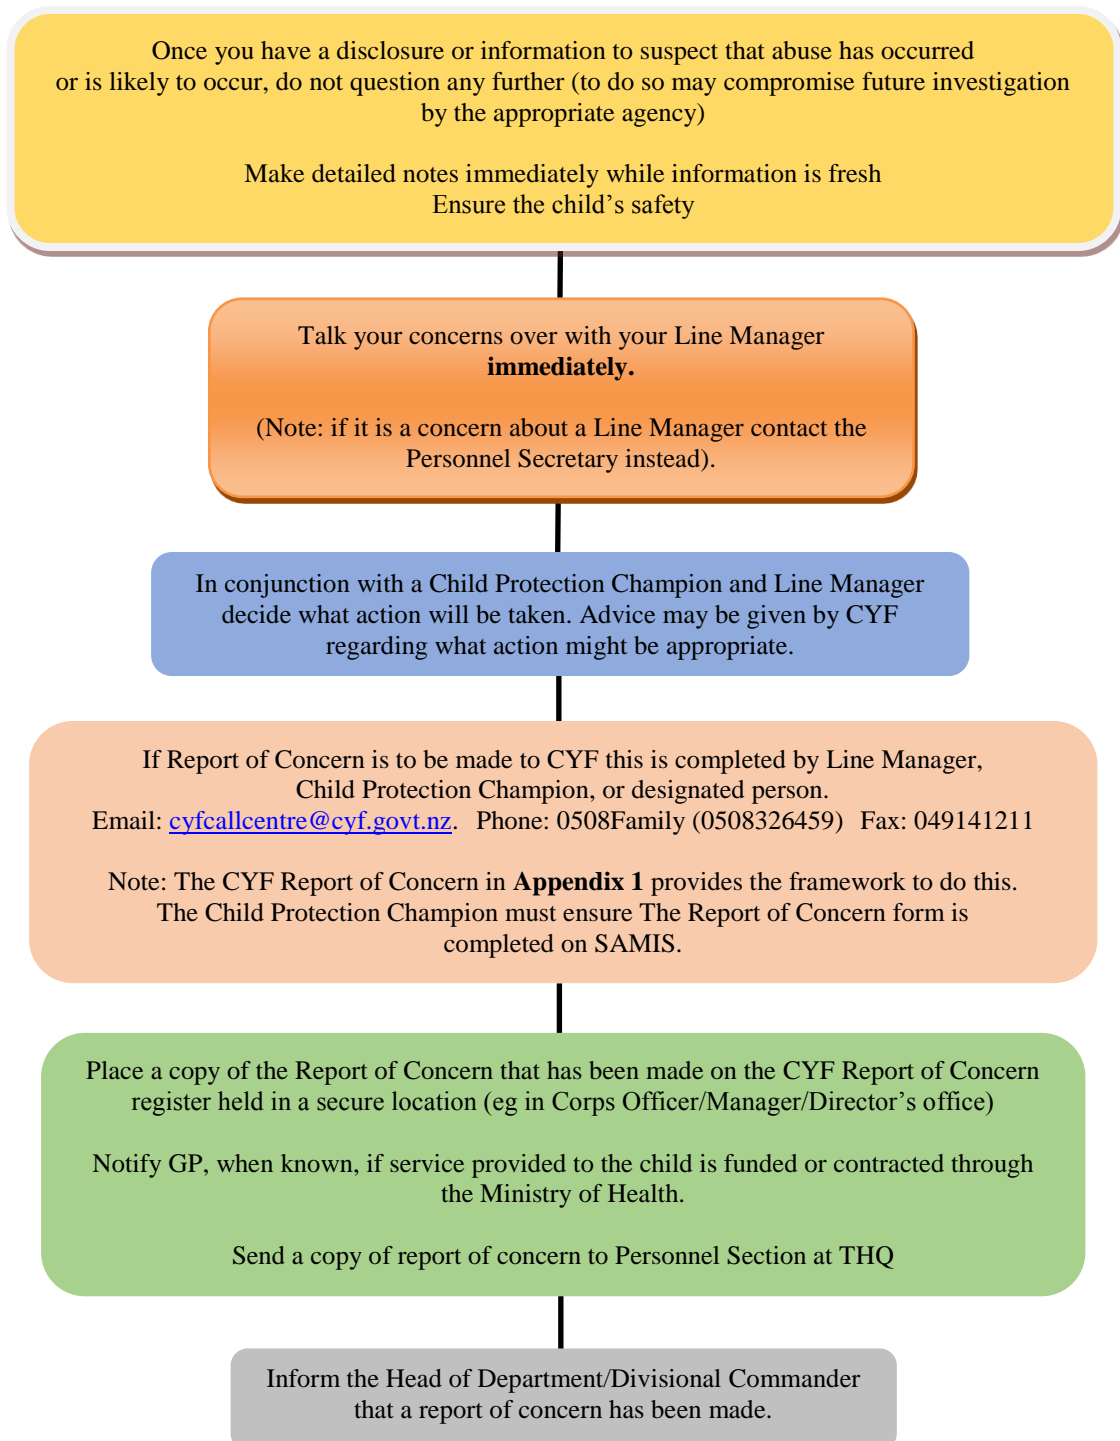 Once you have a disclosure or information to suspect that abuse has occurred
or is likely to occur, do not question any further (to do so may compromise future investigation
by the appropriate agency)
Make detailed notes immediately while information is fresh
Ensure the child’s safety
Talk your concerns over with your Line Manager
immediately.
(Note: if it is a concern about a Line Manager contact the
Personnel Secretary instead).
In conjunction with a Child Protection Champion and Line Manager
decide what action will be taken. Advice may be given by CYF
regarding what action might be appropriate.
If Report of Concern is to be made to CYF this is completed by Line Manager,
Child Protection Champion, or designated person.
Email: cyfcallcentre@cyf.govt.nz. Phone: 0508Family (0508326459) Fax: 049141211
Note: The CYF Report of Concern in Appendix 1 provides the framework to do this.
The Child Protection Champion must ensure The Report of Concern form is
completed on SAMIS.
Place a copy of the Report of Concern that has been made on the CYF Report of Concern
register held in a secure location (eg in Corps Officer/Manager/Director’s office)
Notify GP, when known, if service provided to the child is funded or contracted through
the Ministry of Health.
Send a copy of report of concern to Personnel Section at THQ
Inform the Head of Department/Divisional Commander
that a report of concern has been made.